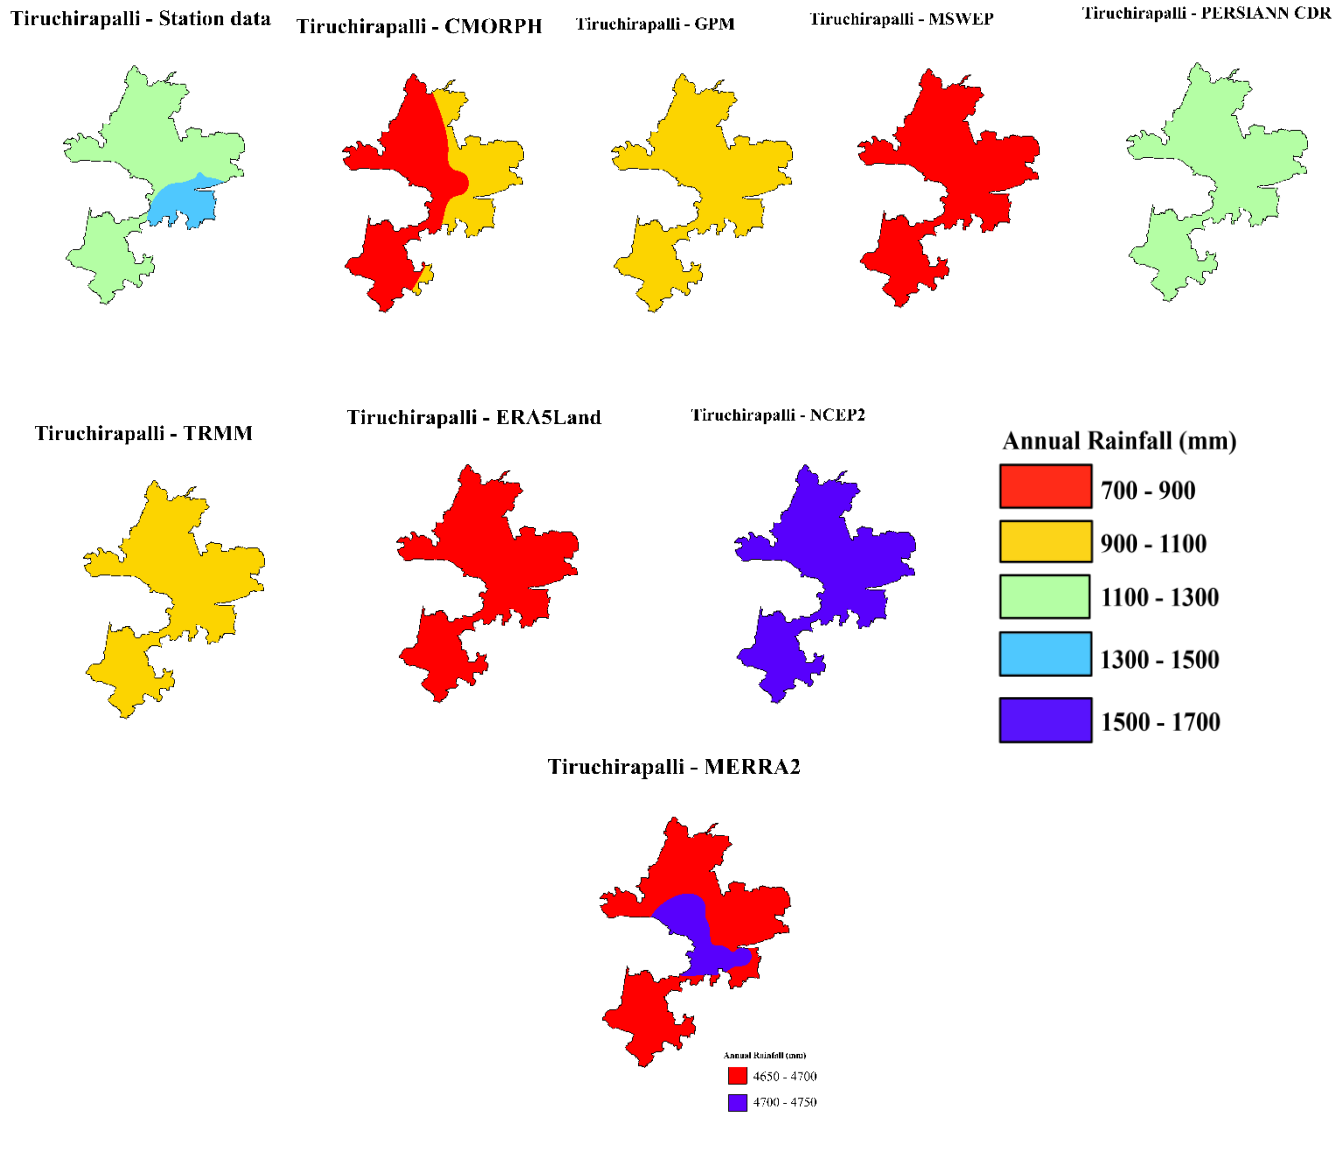 Tiruchirapalli - Station data
Tiruchirapalli - CMORPH
Tiruchirapalli - GPM
Tiruchirapalli - MSWEP
Tiruchirapalli - PERSIANN CDR
Tiruchirapalli - TRMM
Tiruchirapalli - ERA5Land
Tiruchirapalli - NCEP2
Annual Rainfall (mm)
700 - 900
900 - 1100
1100 - 1300
1300 - 1500
1500 - 1700
Tiruchirapalli - MERRA2
Annual Rainfall (mm)
4650 - 4700
4700 - 4750